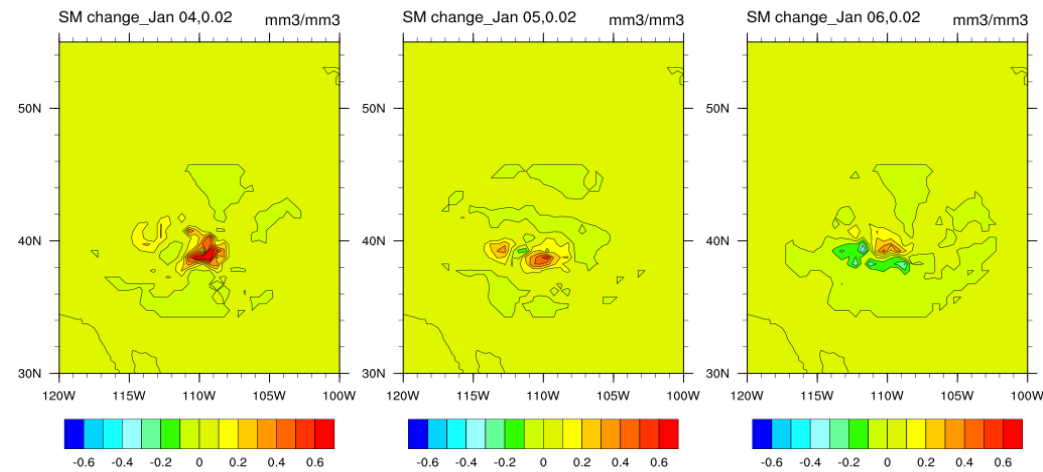 SM change_Jan 04,0.02 mm3/mm3
50N
40N
30N
120W 115W 110W 105W 100W
-0.6 -0.4 -0.2 0 0.2 0.4 0.6
SM change_Jan 05,0.02 mm3/mm3
50N
40N
30N
120W 115W 110W 105W 100W
-0.6 -0.4 -0.2 0 0.2 0.4 0.6
SM change_Jan 06,0.02 mm3/mm3
50N
40N
30N
120W 115W 110W 105W 100W
-0.6 -0.4 -0.2 0 0.2 0.4 0.6